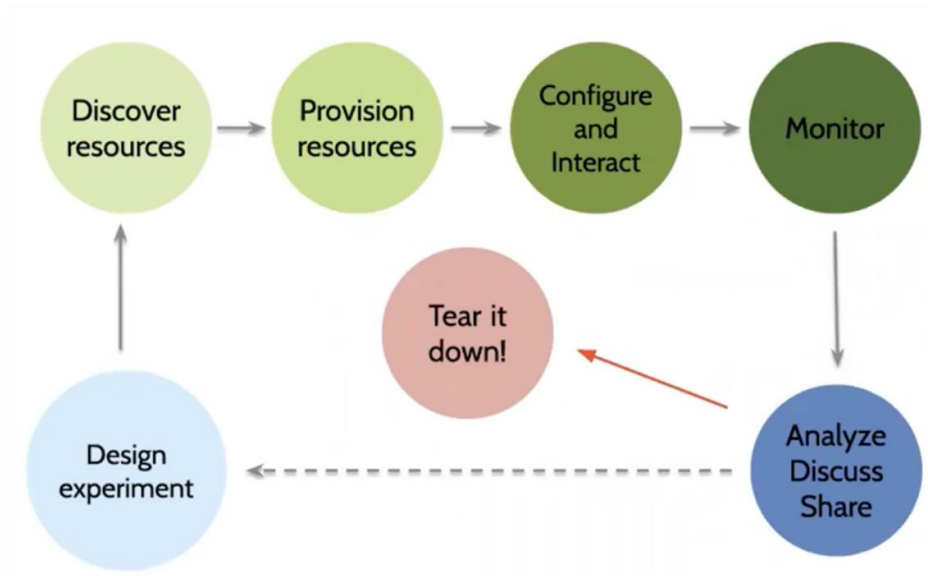 Discover
resources
Provision
resources
Configure
and
Interact
Monitor
Tear it
down!
Design
experiment
Analyze
Discuss
Share